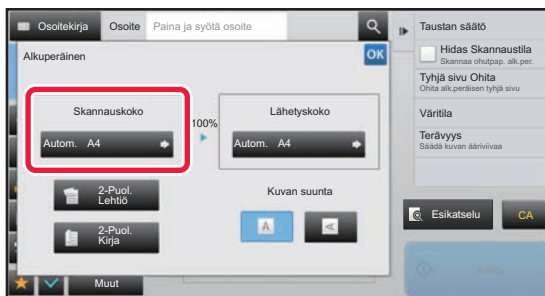 Osoitekirja
Osoite
Paina ja syötä osoite
Alkuperäinen
OK
Skannauskoko
Autom. A4
100%
Lähetyskoko
Autom. A4
2-Puol.
Lehtiö
2-Puol.
Kirja
Kuvan suunta
A
A
Muut
Taustan säätö
Hidas Skannaustila
Skannaa ohutpap. alk.per.
Tyhjä sivu Ohita
Ohita alk.peräisen tyhjä sivu
Väritila
Terävyys
Säädä kuvan ääriviivaa
Esikatselu
CA
Aloita